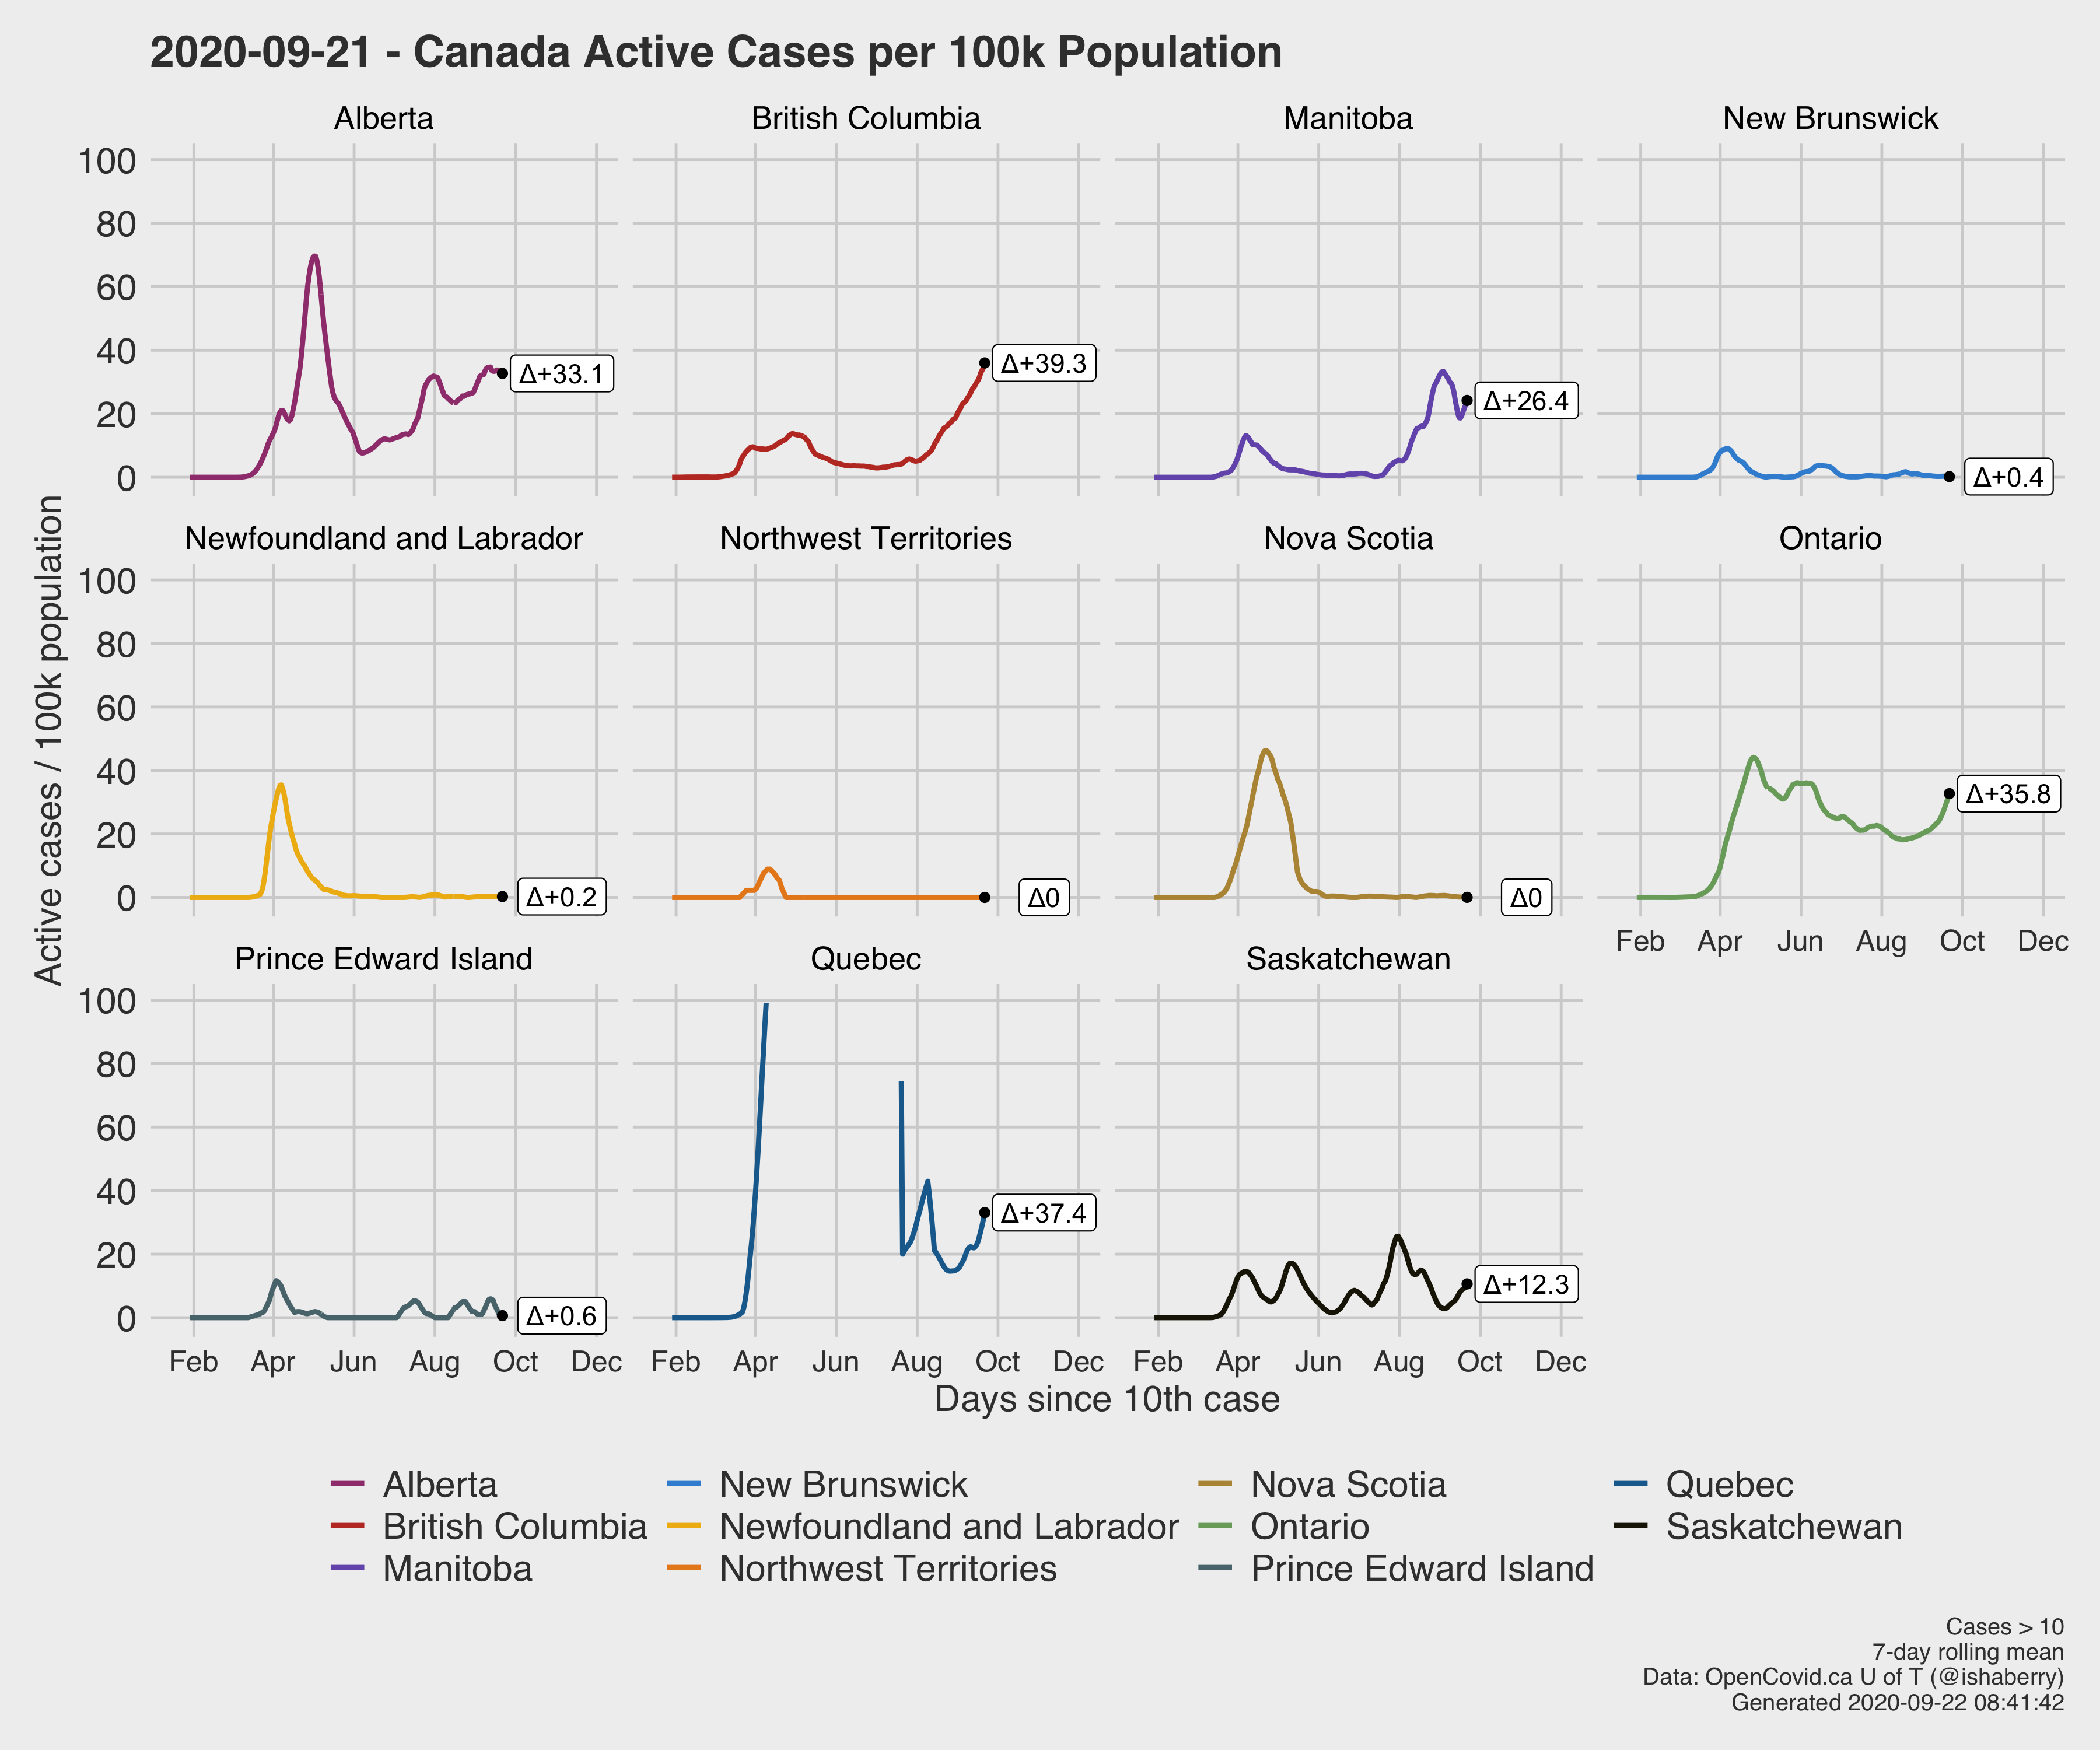 2020-09-21 - Canada Active Cases per 100k Population
Alberta
British Columbia
Manitoba
New Brunswick
100
80
60
40
20
0
Δ+33.1
Δ+39.3
Δ+26.4
Δ+0.4
Active cases / 100k population
Newfoundland and Labrador
Northwest Territories
Nova Scotia
Ontario
100
80
60
40
20
0
Δ+0.2
Δ0
Δ0
Δ+35.8
Feb Apr Jun Aug Oct Dec
Prince Edward Island
Quebec
Saskatchewan
100
80
60
40
20
0
Δ+0.6
Δ+37.4
Δ+12.3
Feb Apr Jun Aug Oct Dec
Feb Apr Jun Aug Oct Dec
Feb Apr Jun Aug Oct Dec
Days since 10th case
Alberta
British Columbia
Manitoba
New Brunswick
Newfoundland and Labrador
Northwest Territories
Nova Scotia
Ontario
Prince Edward Island
Quebec
Saskatchewan
Cases > 10
7-day rolling mean
Data: OpenCovid.ca U of T (@ishaberry)
Generated 2020-09-22 08:41:42